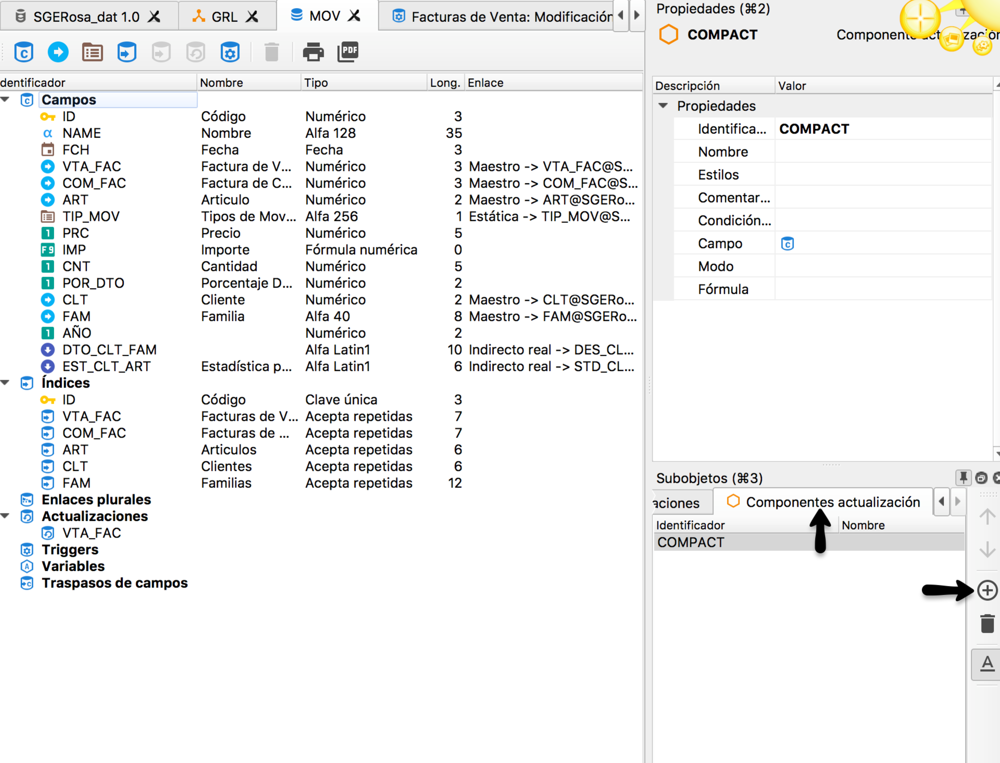 SGERosa_dat 1.0
GRL
MOV
Facturas de Venta: Modificación
PDF
dentificador Nombre Tipo Long. Enlace
Campos
ID Código Numérico 3
NAME Nombre Alfa 128 35
FCH Fecha Fecha 3
VTA_FAC Factura de V... Numérico 3 Maestro -> VTA_FAC@S...
COM_FAC Factura de C... Numérico 3 Maestro -> COM_FAC@S...
ART Articulo Numérico 2 Maestro -> ART@SGERo...
TIP_MOV Tipos de Mov... Alfa 256 1 Estática -> TIP_MOV@S...
PRC Precio Numérico 5
IMP Importe Fórmula numérica 0
CNT Cantidad Numérico 5
POR_DTO Porcentaje D... Numérico 2
CLT Cliente Numérico 2 Maestro -> CLT@SGERo...
FAM Familia Alfa 40 8 Maestro -> FAM@SGERo...
AÑO Numérico 2
DTO_CLT_FAM Alfa Latin1 10 Indirecto real -> DES_CL...
EST_CLT_ART Estadística p... Alfa Latin1 6 Indirecto real -> STD_CL...
Índices
ID Código Clave única 3
VTA_FAC Facturas de V... Acepta repetidas 7
COM_FAC Facturas de ... Acepta repetidas 7
ART Articulos Acepta repetidas 6
CLT Clientes Acepta repetidas 6
FAM Familias Acepta repetidas 12
Enlaces plurales
Actualizaciones
VTA_FAC
Triggers
Variables
Traspasos de campos
Propiedades (⌘2)
COMPACT
Descripción Valor
Propiedades
Identifica... COMPACT
Nombre
Estilos
Comentar...
Condición...
Campo
Modo
Fórmula
Subobjetos (⌘3)
aciones
Componentes actualización
Identificador Nombre
COMPACT